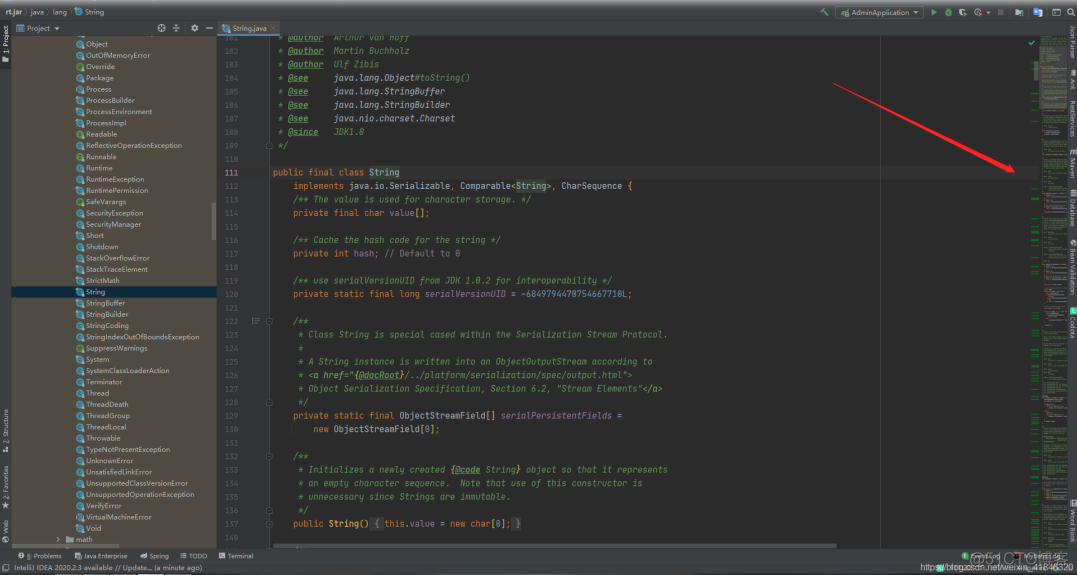 rt.jar
java
lang
String
AdminApplication
Project
String.java
1: Project
Object
OutOfMemoryError
Override
Package
Process
ProcessBuilder
ProcessEnvironment
ProcessImpl
Readable
ReflectiveOperationException
Runnable
Runtime
RuntimeException
RuntimePermission
SafeVarargs
SecurityException
SecurityManager
Short
Shutdown
StackOverflowError
StackTraceElement
StrictMath
String
StringBuffer
StringBuilder
StringCoding
StringIndexOutOfBoundsException
SuppressWarnings
System
SystemClassLoaderAction
Terminator
Thread
ThreadDeath
ThreadGroup
ThreadLocal
Throwable
TypeNotPresentException
UnknownError
UnsatisfiedLinkError
UnsupportedClassVersionError
UnsupportedOperationException
VerifyError
VirtualMachineError
Void
math
7: Structure
2: Favorites
Web
101 * @author Arthur van Hoff
102 * @author Martin Buchholz
103 * @author Ulf Zibis
104 * @see java.lang.Object#toString()
105 * @see java.lang.StringBuffer
106 * @see java.lang.StringBuilder
107 * @see java.nio.charset.Charset
108 * @since JDK1.0
109 */
110
111 public final class String
112 implements java.io.Serializable, Comparable<String>, CharSequence {
113 /** The value is used for character storage. */
114 private final char value[];
115
116 /** Cache the hash code for the string */
117 private int hash; // Default to 0
118
119 /** use serialVersionUID from JDK 1.0.2 for interoperability */
120 private static final long serialVersionUID = -6849794470754667710L;
121
122 /**
123 * Class String is special cased within the Serialization Stream Protocol.
124 *
125 * A String instance is written into an ObjectOutputStream according to
126 * <a href="{@docRoot}/../platform/serialization/spec/output.html">
127 * Object Serialization Specification, Section 6.2, "Stream Elements"</a>
128 */
129 private static final ObjectStreamField[] serialPersistentFields =
130 new ObjectStreamField[0];
131
132 /**
133 * Initializes a newly created {@code String} object so that it represents
134 * an empty character sequence. Note that use of this constructor is
135 * unnecessary since Strings are immutable.
136 */
137 public String() { this.value = new char[0]; }
140
Json Parser
Ant
RestServices
Maven
Database
Bean Validation
Codota
Word Book
6: Problems
Java Enterprise
Spring
TODO
Terminal
IntelliJ IDEA 2020.2.3 available // Update... (a minute ago)
@51CTO博客